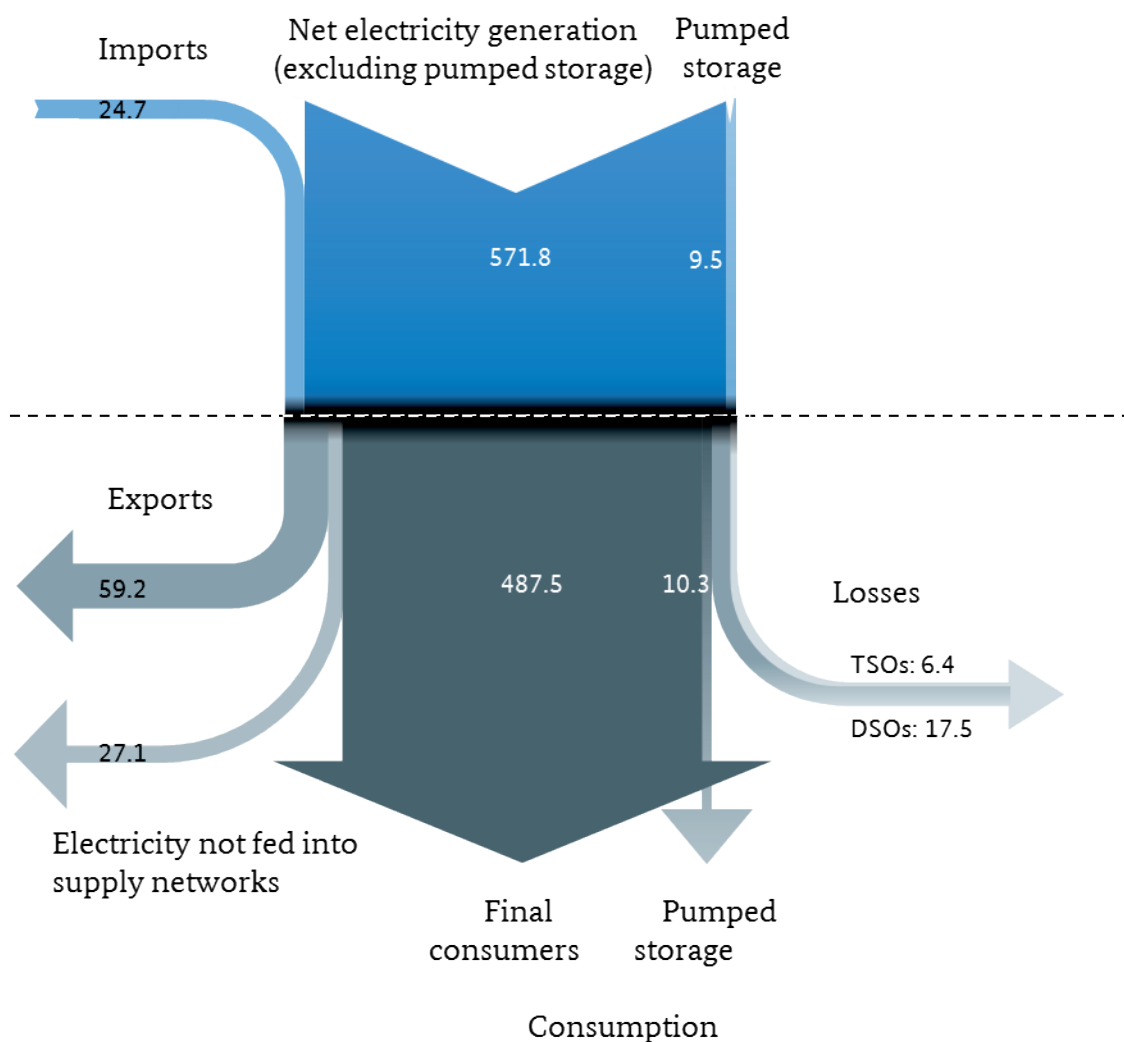 Imports
Net electricity generation
(excluding pumped storage)
Pumped
storage
24.7
571.8
9.5
Exports
59.2
487.5
10.3
Losses
TSOs: 6.4
DSOs: 17.5
27.1
Electricity not fed into
supply networks
Final
consumers
Pumped
storage
Consumption